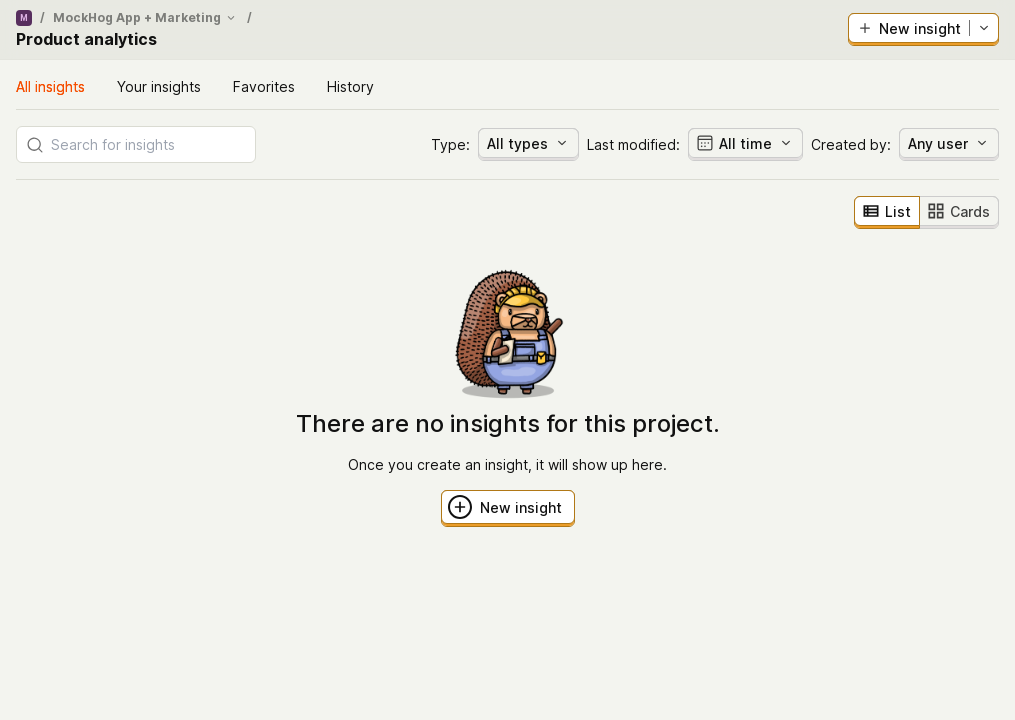 M / MockHog App + Marketing /
Product analytics
New insight
All insights Your insights Favorites History
Search for insights Type: All types Last modified: All time Created by: Any user
List Cards
There are no insights for this project.
Once you create an insight, it will show up here.
New insight